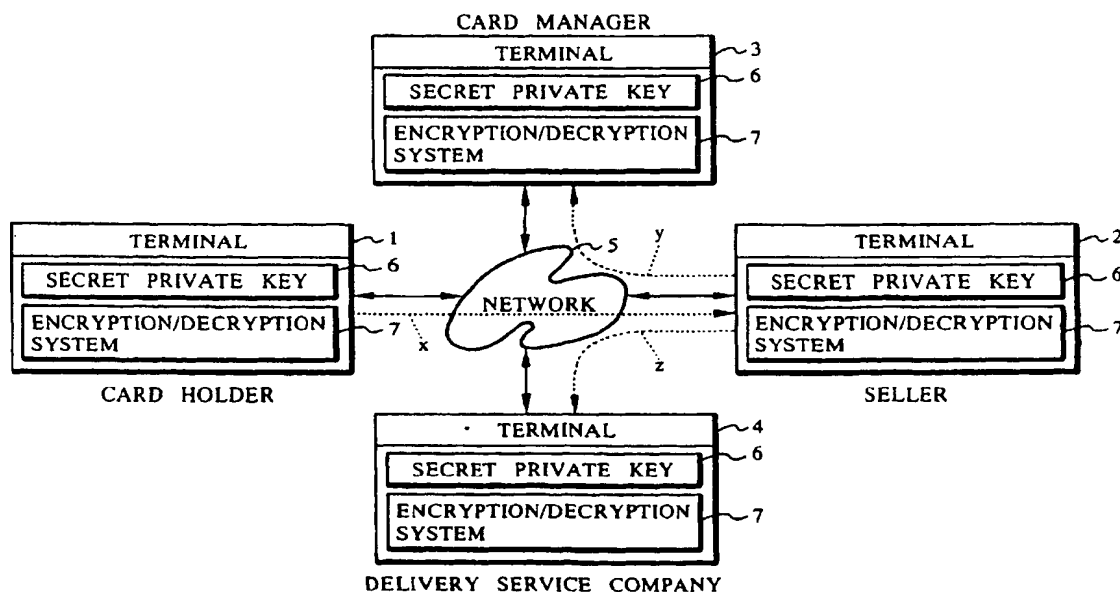 CARD MANAGER
TERMINAL
3
SECRET PRIVATE KEY
6
ENCRYPTION/DECRYPTION
SYSTEM
7
TERMINAL
1
SECRET PRIVATE KEY
6
ENCRYPTION/DECRYPTION
SYSTEM
7
CARD HOLDER
5
NETWORK
x
y
z
TERMINAL
2
SECRET PRIVATE KEY
6
ENCRYPTION/DECRYPTION
SYSTEM
7
SELLER
TERMINAL
4
SECRET PRIVATE KEY
6
ENCRYPTION/DECRYPTION
SYSTEM
7
DELIVERY SERVICE COMPANY